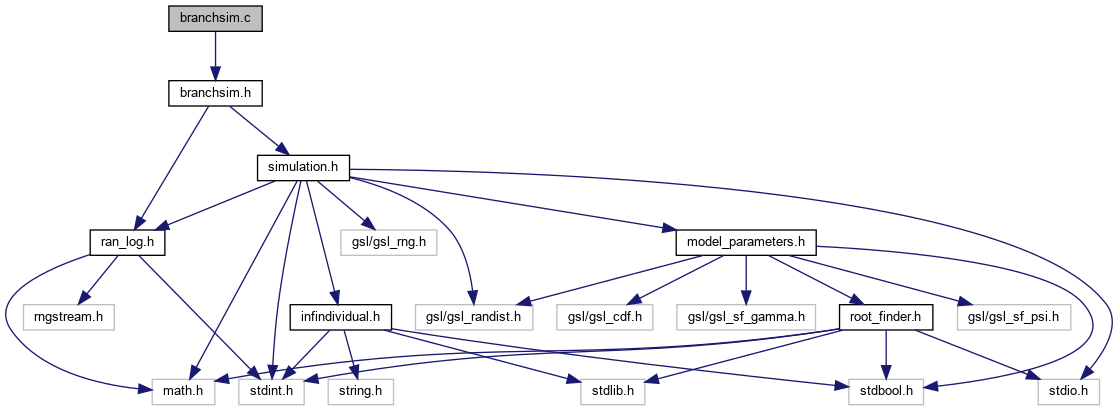 branchsim.c
branchsim.h
simulation.h
ran_log.h
gsl/gsl_rng.h
model_parameters.h
rngstream.h
infindividual.h
gsl/gsl_randist.h
gsl/gsl_cdf.h
gsl/gsl_sf_gamma.h
root_finder.h
gsl/gsl_sf_psi.h
math.h
stdint.h
string.h
stdlib.h
stdbool.h
stdio.h